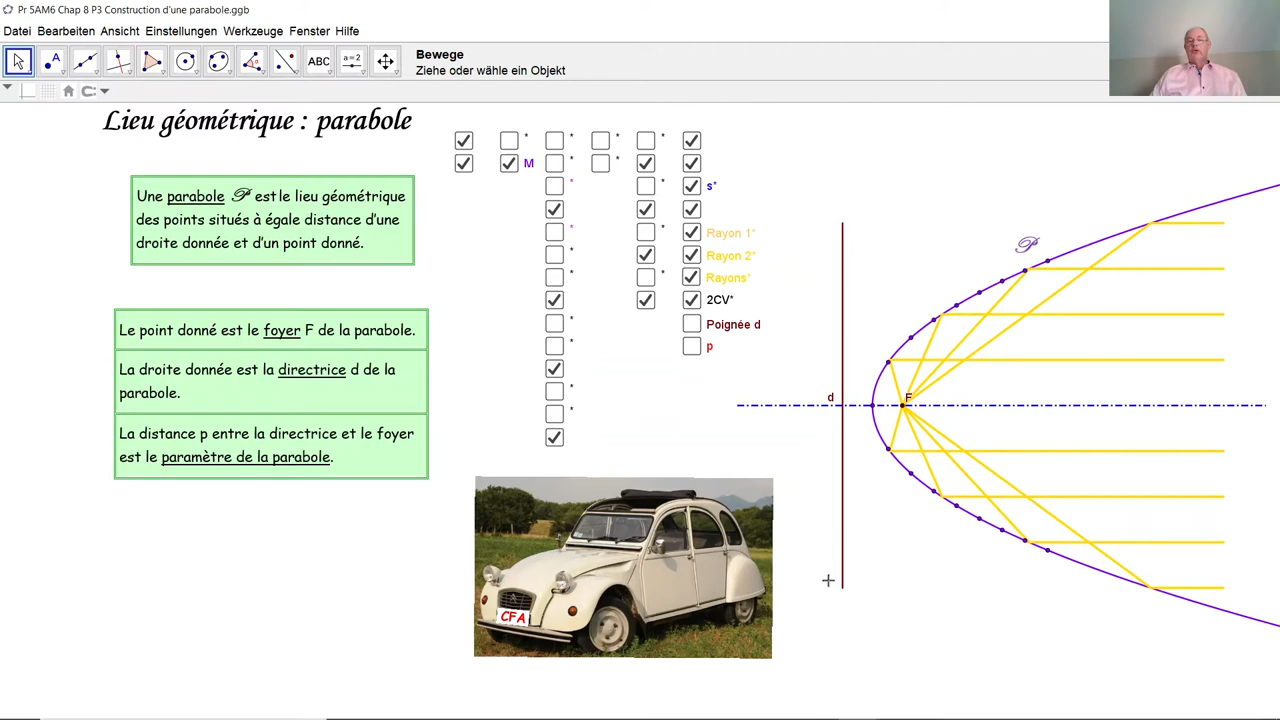 Pr 5AM6 Chap 8 P3 Construction d'une parabole.ggb
Datei Bearbeiten Ansicht Einstellungen Werkzeuge Fenster Hilfe
A
ABC
a=2
Bewege
Ziehe oder wähle ein Objekt
Lieu géométrique : parabole
Une parabole 𝒫 est le lieu géométrique
des points situés à égale distance d'une
droite donnée et d'un point donné.
Le point donné est le foyer F de la parabole.
La droite donnée est la directrice d de la
parabole.
La distance p entre la directrice et le foyer
est le paramètre de la parabole.
* * * *
M * *
* * s*
* * Rayon 1*
* Rayon 2*
* * Rayons*
2CV*
* Poignée d
* p
*
*
CFA
𝒫
d
F